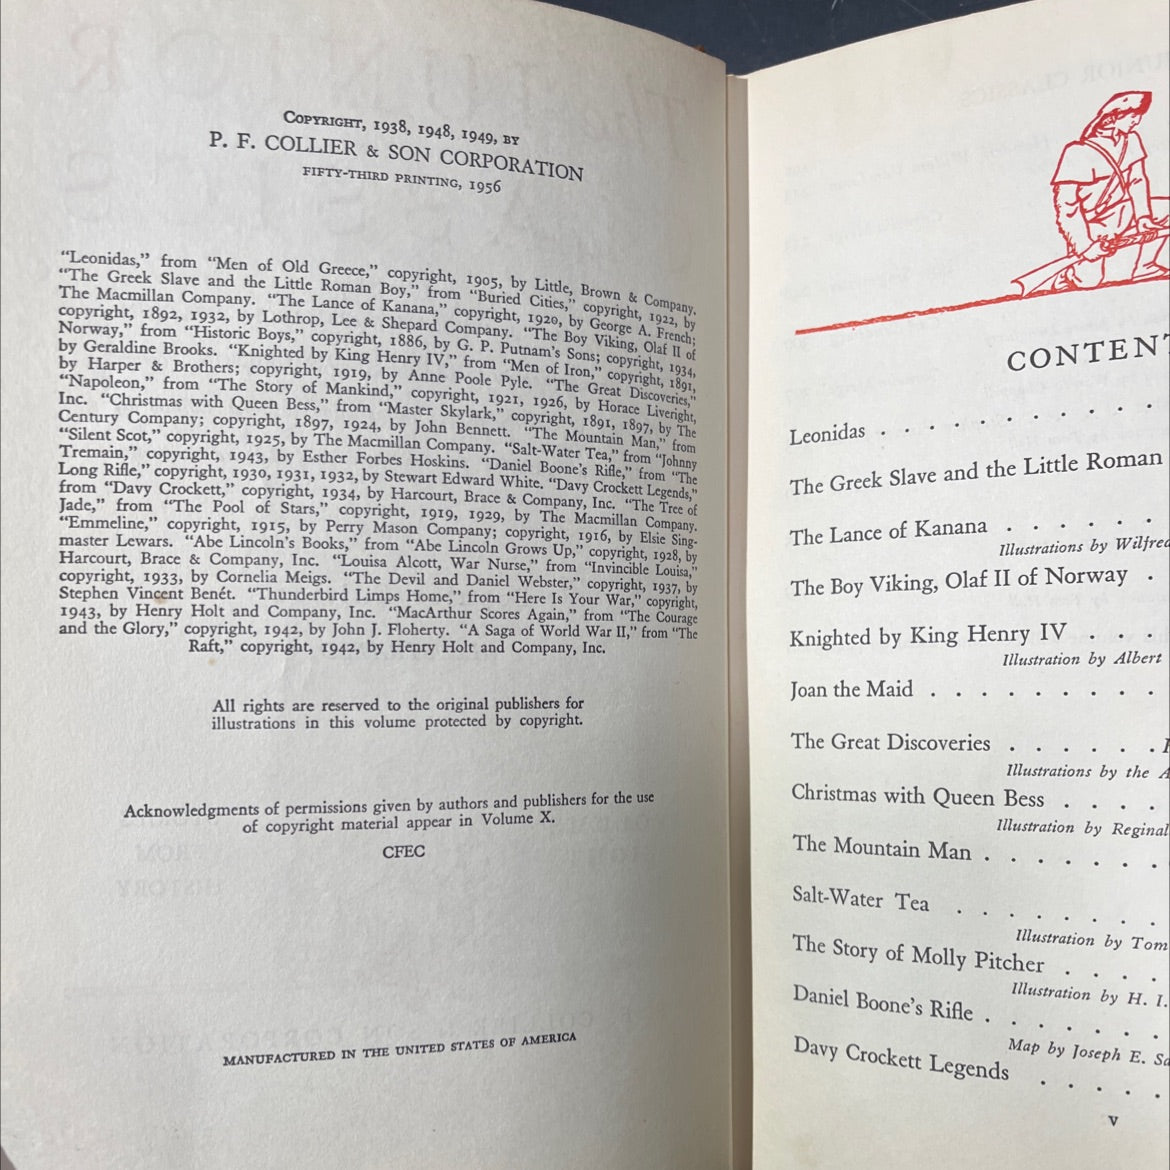 COPYRIGHT, 1938, 1948, 1949, BY
P. F. COLLIER & SON CORPORATION
FIFTY-THIRD PRINTING, 1956
"Leonidas," from "Men of Old Greece," copyright, 1905, by Little, Brown & Company.
"The Greek Slave and the Little Roman Boy," from "Buried Cities," copyright, 1922, by
The Macmillan Company. "The Lance of Kanana," copyright, 1920, by George A. French;
copyright, 1892, 1932, by Lothrop, Lee & Shepard Company. "The Boy Viking, Olaf II of
Norway," from "Historic Boys," copyright, 1886, by G. P. Putnam's Sons; copyright, 1934,
by Geraldine Brooks. "Knighted by King Henry IV," from "Men of Iron," copyright, 1891,
by Harper & Brothers; copyright, 1919, by Anne Poole Pyle. "The Great Discoveries,"
"Napoleon," from "The Story of Mankind," copyright, 1921, 1926, by Horace Liveright,
Inc. "Christmas with Queen Bess," from "Master Skylark," copyright, 1891, 1897, by The
Century Company; copyright, 1897, 1924, by John Bennett. "The Mountain Man," from
"Silent Scot," copyright, 1925, by The Macmillan Company. "Salt-Water Tea," from "Johnny
Tremain," copyright, 1943, by Esther Forbes Hoskins. "Daniel Boone's Rifle," from "The
Long Rifle," copyright, 1930, 1931, 1932, by Stewart Edward White. "Davy Crockett Legends,"
from "Davy Crockett," copyright, 1934, by Harcourt, Brace & Company, Inc. "The Tree of
Jade," from "The Pool of Stars," copyright, 1919, 1929, by The Macmillan Company.
"Emmeline," copyright, 1915, by Perry Mason Company; copyright, 1916, by Elsie Sing-
master Lewars. "Abe Lincoln's Books," from "Abe Lincoln Grows Up," copyright, 1928, by
Harcourt, Brace & Company, Inc. "Louisa Alcott, War Nurse," from "Invincible Louisa,"
copyright, 1933, by Cornelia Meigs. "The Devil and Daniel Webster," copyright, 1937, by
Stephen Vincent Benét. "Thunderbird Limps Home," from "Here Is Your War," copyright,
1943, by Henry Holt and Company, Inc. "MacArthur Scores Again," from "The Courage
and the Glory," copyright, 1942, by John J. Floherty. "A Saga of World War II," from "The
Raft," copyright, 1942, by Henry Holt and Company, Inc.
All rights are reserved to the original publishers for
illustrations in this volume protected by copyright.
Acknowledgments of permissions given by authors and publishers for the use
of copyright material appear in Volume X.
CFEC
MANUFACTURED IN THE UNITED STATES OF AMERICA
CONTENT
Leonidas . . . . . . . . . . . .
The Greek Slave and the Little Roman
The Lance of Kanana . . . . . .
Illustrations by Wilfred
The Boy Viking, Olaf II of Norway .
Knighted by King Henry IV . . .
Illustration by Albert
Joan the Maid . . . . . . . . .
The Great Discoveries . . . . . .
Illustrations by the A
Christmas with Queen Bess . . . .
Illustration by Reginal
The Mountain Man . . . . . . .
Salt-Water Tea . . . . . . . .
Illustration by Tom
The Story of Molly Pitcher . . . .
Illustration by H. I.
Daniel Boone's Rifle . . . . . . .
Map by Joseph E. Sa
Davy Crockett Legends . . . . .
v